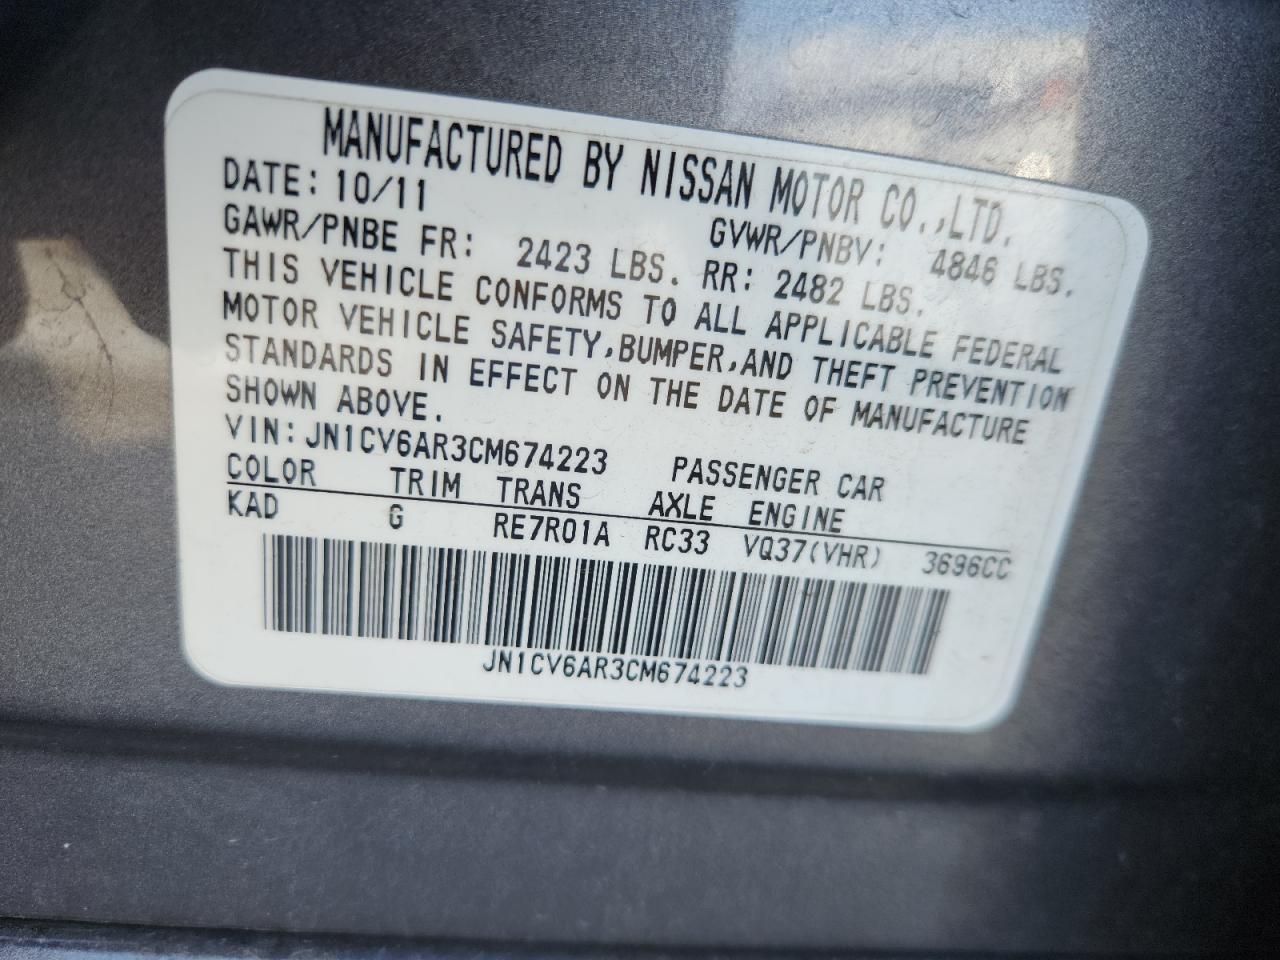 MANUFACTURED BY NISSAN MOTOR CO.,LTD.
DATE: 10/11 GVWR/PNBV: 4846 LBS.
GAWR/PNBE FR: 2423 LBS. RR: 2482 LBS.
THIS VEHICLE CONFORMS TO ALL APPLICABLE FEDERAL
MOTOR VEHICLE SAFETY,BUMPER,AND THEFT PREVENTION
STANDARDS IN EFFECT ON THE DATE OF MANUFACTURE
SHOWN ABOVE.
VIN: JN1CV6AR3CM674223 PASSENGER CAR
COLOR TRIM TRANS AXLE ENGINE
KAD G RE7R01A RC33 VQ37(VHR) 3696CC
JN1CV6AR3CM674223